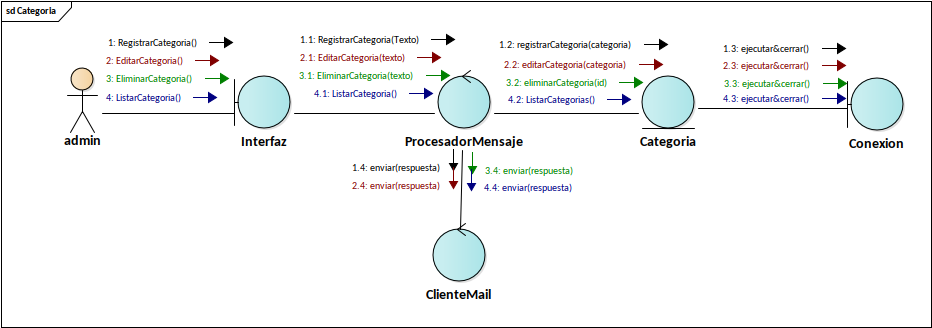 sd Categoria
1: RegistrarCategoria()
2: EditarCategoria()
3: EliminarCategoria()
4: ListarCategoria()
1.1: RegistrarCategoria(Texto)
2.1: EditarCategoria(texto)
3.1: EliminarCategoria(texto)
4.1: ListarCategoria()
1.2: registrarCategoria(categoria)
2.2: editarCategoria(categoria)
3.2: eliminarCategoria(id)
4.2: ListarCategorias()
1.3: ejecutar&cerrar()
2.3: ejecutar&cerrar()
3.3: ejecutar&cerrar()
4.3: ejecutar&cerrar()
admin
Interfaz
ProcesadorMensaje
Categoria
Conexion
1.4: enviar(respuesta)
2.4: enviar(respuesta)
3.4: enviar(respuesta)
4.4: enviar(respuesta)
ClienteMail